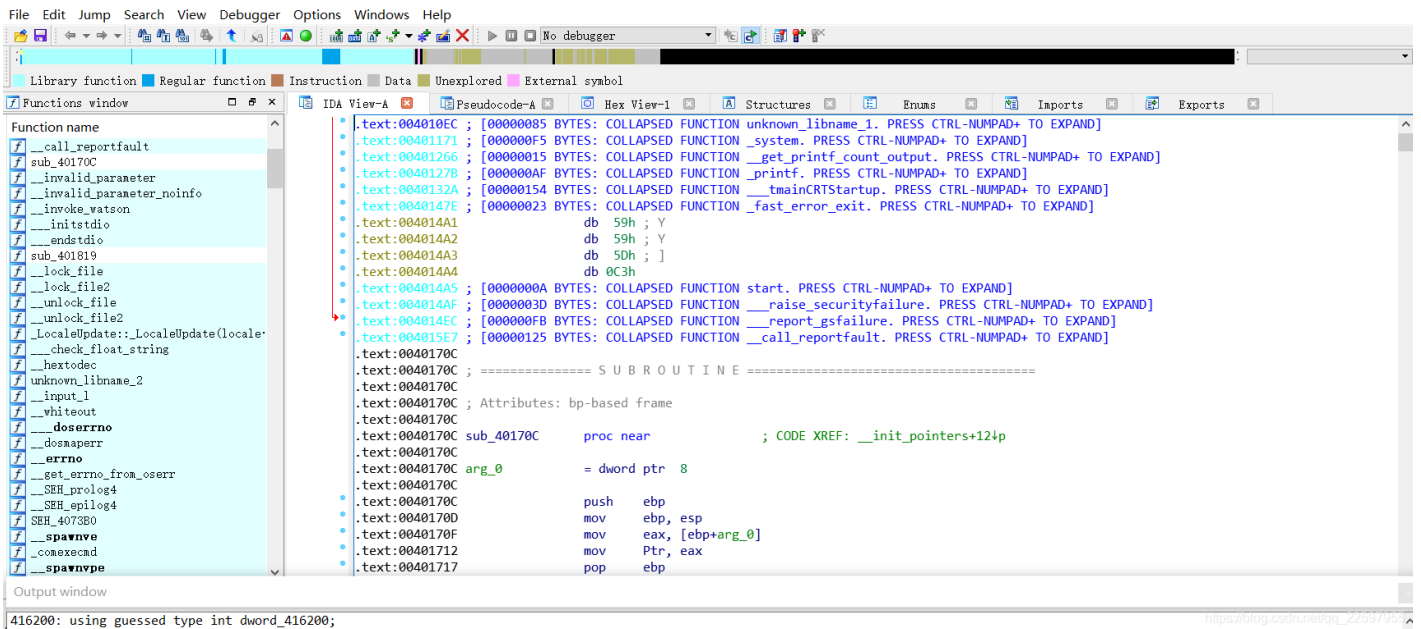 File Edit Jump Search View Debugger Options Windows Help
No debugger
Library function Regular function Instruction Data Unexplored External symbol
Functions window
IDA View-A Pseudocode-A Hex View-1 Structures Enums Imports Exports
Function name
__call_reportfault
sub_40170C
__invalid_parameter
__invalid_parameter_noinfo
__invoke_watson
___initstdio
___endstdio
sub_401819
__lock_file
__lock_file2
__unlock_file
__unlock_file2
_LocaleUpdate::_LocaleUpdate(locale
___check_float_string
__hextodec
unknown_libname_2
__input_l
__whiteout
___doserrno
__dosmaperr
__errno
__get_errno_from_oserr
__SEH_prolog4
__SEH_epilog4
SEH_4073B0
__spawnve
_comexecmd
__spawnvpe
.text:004010EC ; [00000085 BYTES: COLLAPSED FUNCTION unknown_libname_1. PRESS CTRL-NUMPAD+ TO EXPAND]
.text:00401171 ; [000000F5 BYTES: COLLAPSED FUNCTION _system. PRESS CTRL-NUMPAD+ TO EXPAND]
.text:00401266 ; [00000015 BYTES: COLLAPSED FUNCTION __get_printf_count_output. PRESS CTRL-NUMPAD+ TO EXPAND]
.text:0040127B ; [000000AF BYTES: COLLAPSED FUNCTION _printf. PRESS CTRL-NUMPAD+ TO EXPAND]
.text:0040132A ; [00000154 BYTES: COLLAPSED FUNCTION ___tmainCRTStartup. PRESS CTRL-NUMPAD+ TO EXPAND]
.text:0040147E ; [00000023 BYTES: COLLAPSED FUNCTION _fast_error_exit. PRESS CTRL-NUMPAD+ TO EXPAND]
.text:004014A1 db 59h ; Y
.text:004014A2 db 59h ; Y
.text:004014A3 db 5Dh ; ]
.text:004014A4 db 0C3h
.text:004014A5 ; [0000000A BYTES: COLLAPSED FUNCTION start. PRESS CTRL-NUMPAD+ TO EXPAND]
.text:004014AF ; [0000003D BYTES: COLLAPSED FUNCTION ___raise_securityfailure. PRESS CTRL-NUMPAD+ TO EXPAND]
.text:004014EC ; [000000FB BYTES: COLLAPSED FUNCTION ___report_gsfailure. PRESS CTRL-NUMPAD+ TO EXPAND]
.text:004015E7 ; [00000125 BYTES: COLLAPSED FUNCTION __call_reportfault. PRESS CTRL-NUMPAD+ TO EXPAND]
.text:0040170C
.text:0040170C ; =============== S U B R O U T I N E =======================================
.text:0040170C
.text:0040170C ; Attributes: bp-based frame
.text:0040170C
.text:0040170C sub_40170C proc near ; CODE XREF: __init_pointers+12↓p
.text:0040170C
.text:0040170C arg_0 = dword ptr 8
.text:0040170C
.text:0040170C push ebp
.text:0040170D mov ebp, esp
.text:0040170F mov eax, [ebp+arg_0]
.text:00401712 mov Ptr, eax
.text:00401717 pop ebp
Output window
416200: using guessed type int dword_416200;